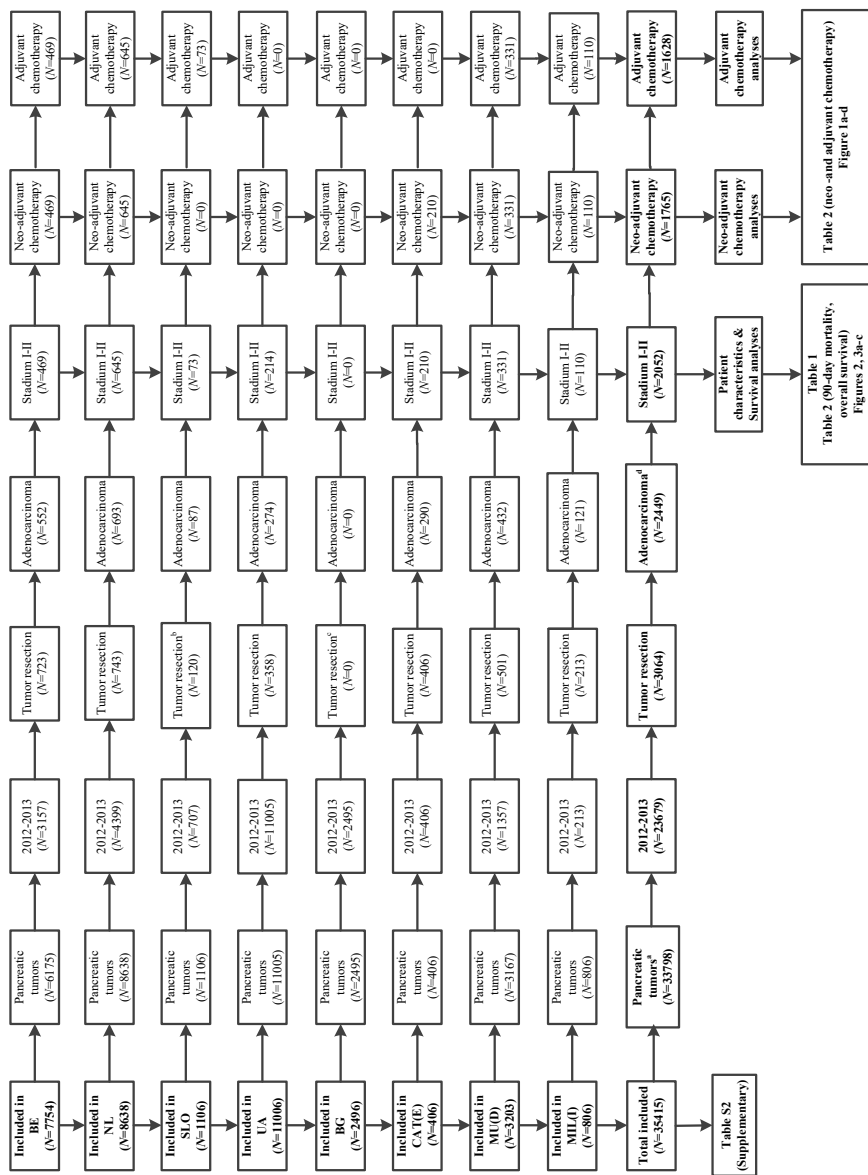 Included in
BE
(N=7754)
Pancreatic
tumors
(N=6175)
2012-2013
(N=3157)
Tumor resection
(N=723)
Adenocarcinoma
(N=552)
Stadium I-II
(N=469)
Neo-adjuvant
chemotherapy
(N=469)
Adjuvant
chemotherapy
(N=469)
Included in
NL
(N=8638)
Pancreatic
tumors
(N=8638)
2012-2013
(N=4399)
Tumor resection
(N=743)
Adenocarcinoma
(N=693)
Stadium I-II
(N=645)
Neo-adjuvant
chemotherapy
(N=645)
Adjuvant
chemotherapy
(N=645)
Included in
SLO
(N=1106)
Pancreatic
tumors
(N=1106)
2012-2013
(N=707)
Tumor resectionᵇ
(N=120)
Adenocarcinoma
(N=87)
Stadium I-II
(N=73)
Neo-adjuvant
chemotherapy
(N=0)
Adjuvant
chemotherapy
(N=73)
Included in
UA
(N=11006)
Pancreatic
tumors
(N=11005)
2012-2013
(N=11005)
Tumor resection
(N=358)
Adenocarcinoma
(N=274)
Stadium I-II
(N=214)
Neo-adjuvant
chemotherapy
(N=0)
Adjuvant
chemotherapy
(N=0)
Included in
BG
(N=2496)
Pancreatic
tumors
(N=2495)
2012-2013
(N=2495)
Tumor resectionᶜ
(N=0)
Adenocarcinoma
(N=0)
Stadium I-II
(N=0)
Neo-adjuvant
chemotherapy
(N=0)
Adjuvant
chemotherapy
(N=0)
Included in
CAT(E)
(N=406)
Pancreatic
tumors
(N=406)
2012-2013
(N=406)
Tumor resection
(N=406)
Adenocarcinoma
(N=290)
Stadium I-II
(N=210)
Neo-adjuvant
chemotherapy
(N=210)
Adjuvant
chemotherapy
(N=0)
Included in
MU(D)
(N=3203)
Pancreatic
tumors
(N=3167)
2012-2013
(N=1357)
Tumor resection
(N=501)
Adenocarcinoma
(N=432)
Stadium I-II
(N=331)
Neo-adjuvant
chemotherapy
(N=331)
Adjuvant
chemotherapy
(N=331)
Included in
MIL(I)
(N=806)
Pancreatic
tumors
(N=806)
2012-2013
(N=213)
Tumor resection
(N=213)
Adenocarcinoma
(N=121)
Stadium I-II
(N=110)
Neo-adjuvant
chemotherapy
(N=110)
Adjuvant
chemotherapy
(N=110)
Total included
(N=35415)
Pancreatic
tumorsᵃ
(N=33798)
2012-2013
(N=23679)
Tumor resection
(N=3064)
Adenocarcinomaᵈ
(N=2449)
Stadium I-II
(N=2052)
Neo-adjuvant
chemotherapy
(N=1765)
Adjuvant
chemotherapy
(N=1628)
Table S2
(Supplementary)
Patient
characteristics &
Survival analyses
Neo-adjuvant
chemotherapy
analyses
Adjuvant
chemotherapy
analyses
Table 1
Table 2 (90-day mortality,
overall survival)
Figures 2, 3a-c
Table 2 (neo-and adjuvant chemotherapy)
Figure 1a-d